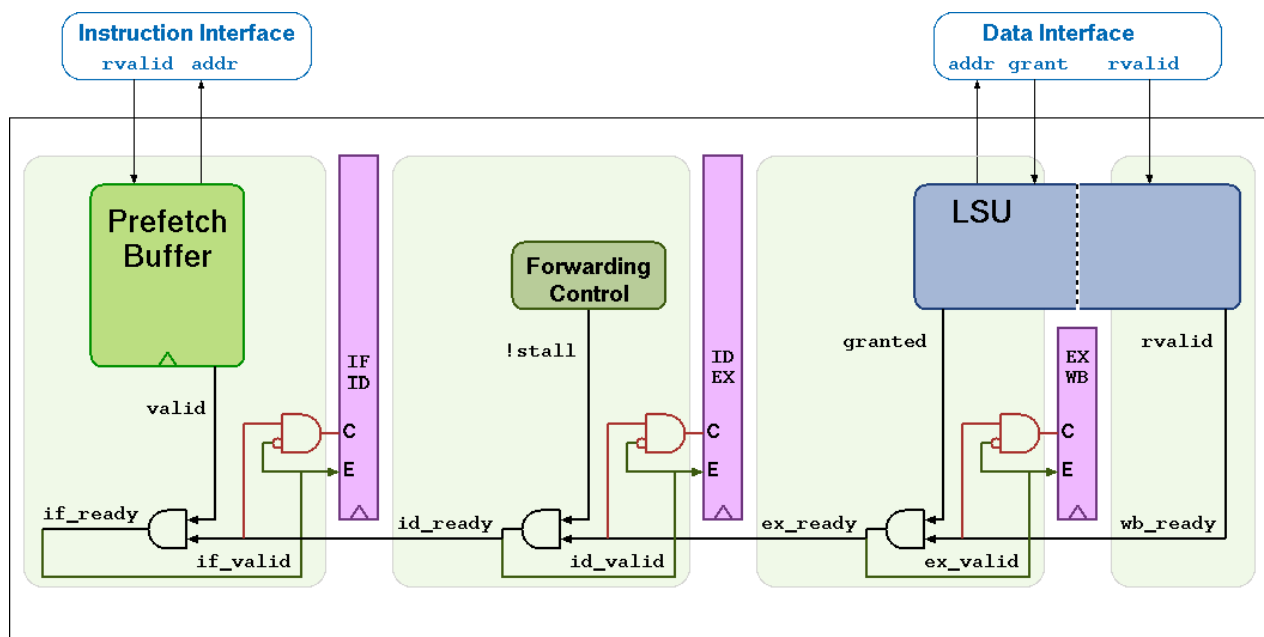 Instruction Interface
rvalid addr
Data Interface
addr grant rvalid
Prefetch
Buffer
LSU
Forwarding
Control
!stall
granted
rvalid
IF
ID
ID
EX
EX
WB
valid
C
C
C
E
E
E
if_ready
id_ready
ex_ready
wb_ready
if_valid
id_valid
ex_valid